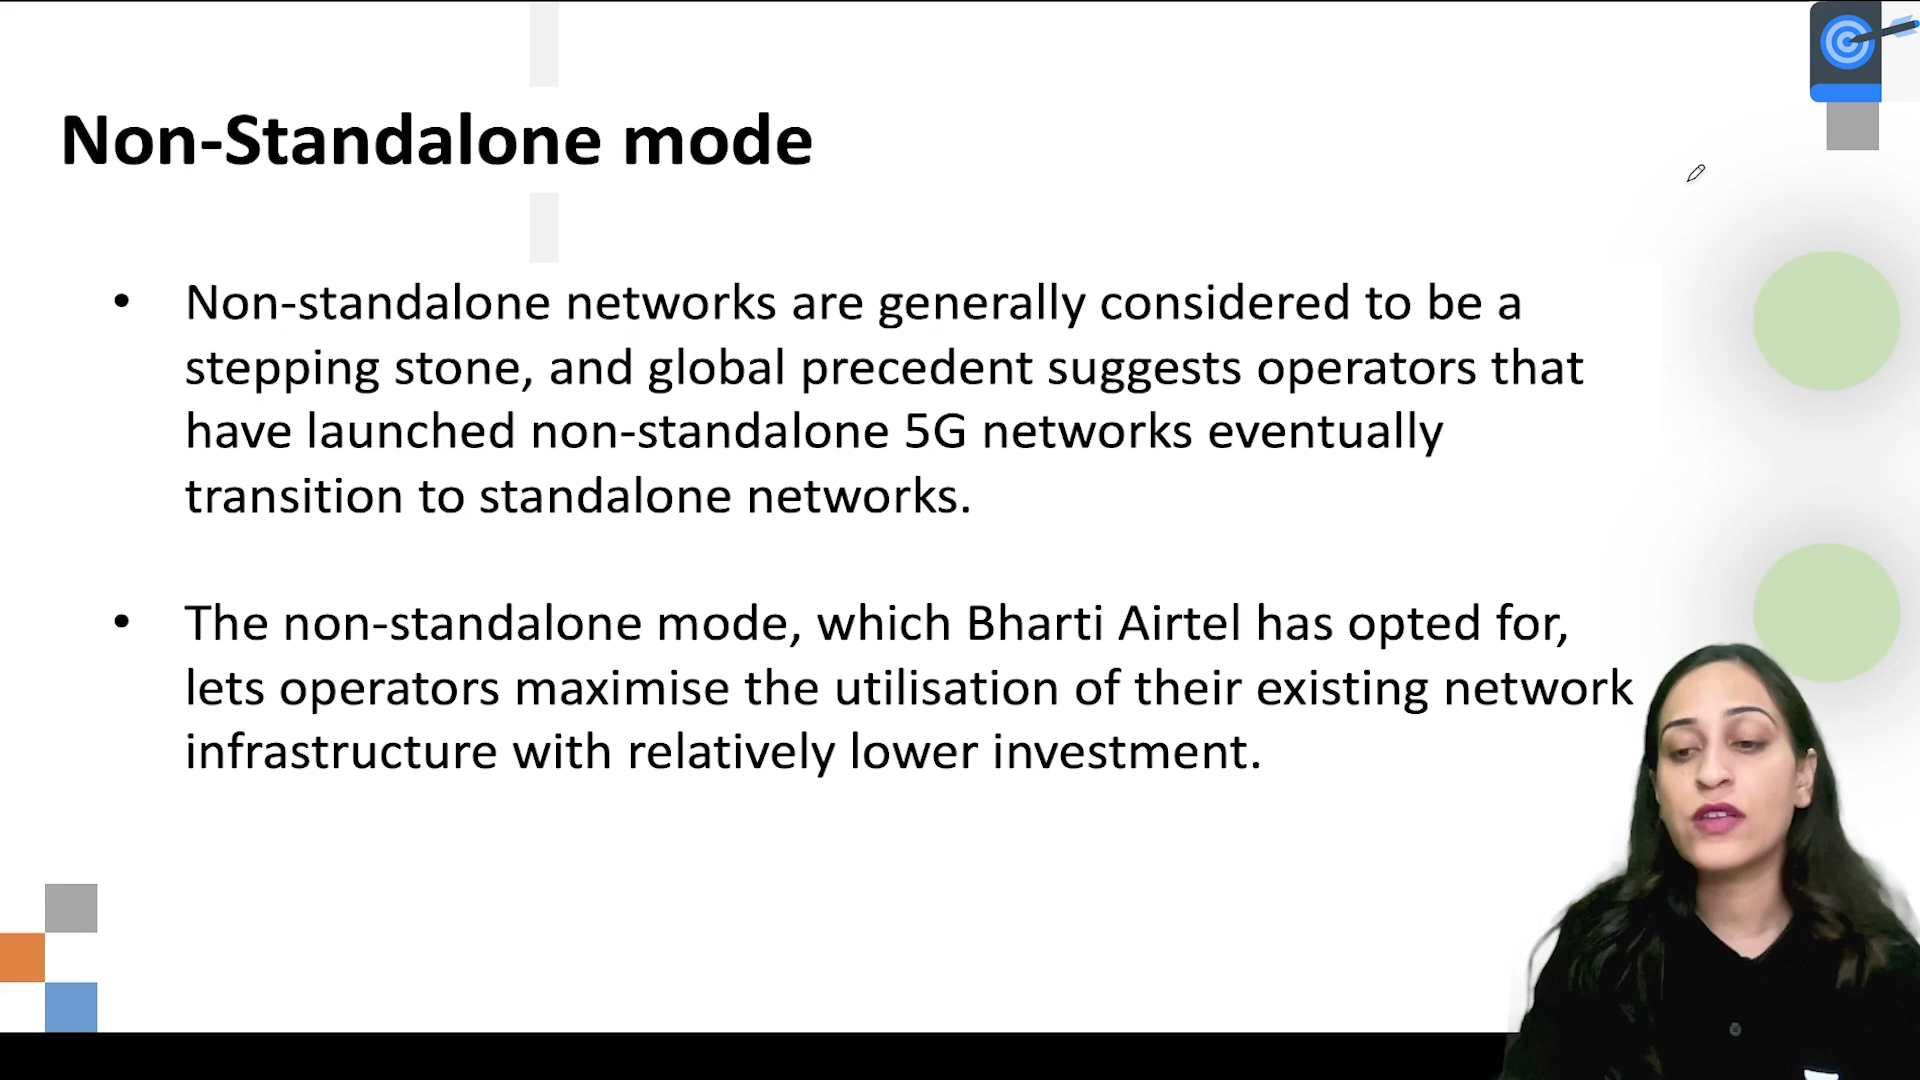 Non-Standalone mode
• Non-standalone networks are generally considered to be a
stepping stone, and global precedent suggests operators that
have launched non-standalone 5G networks eventually
transition to standalone networks.
• The non-standalone mode, which Bharti Airtel has opted for,
lets operators maximise the utilisation of their existing network
infrastructure with relatively lower investment.